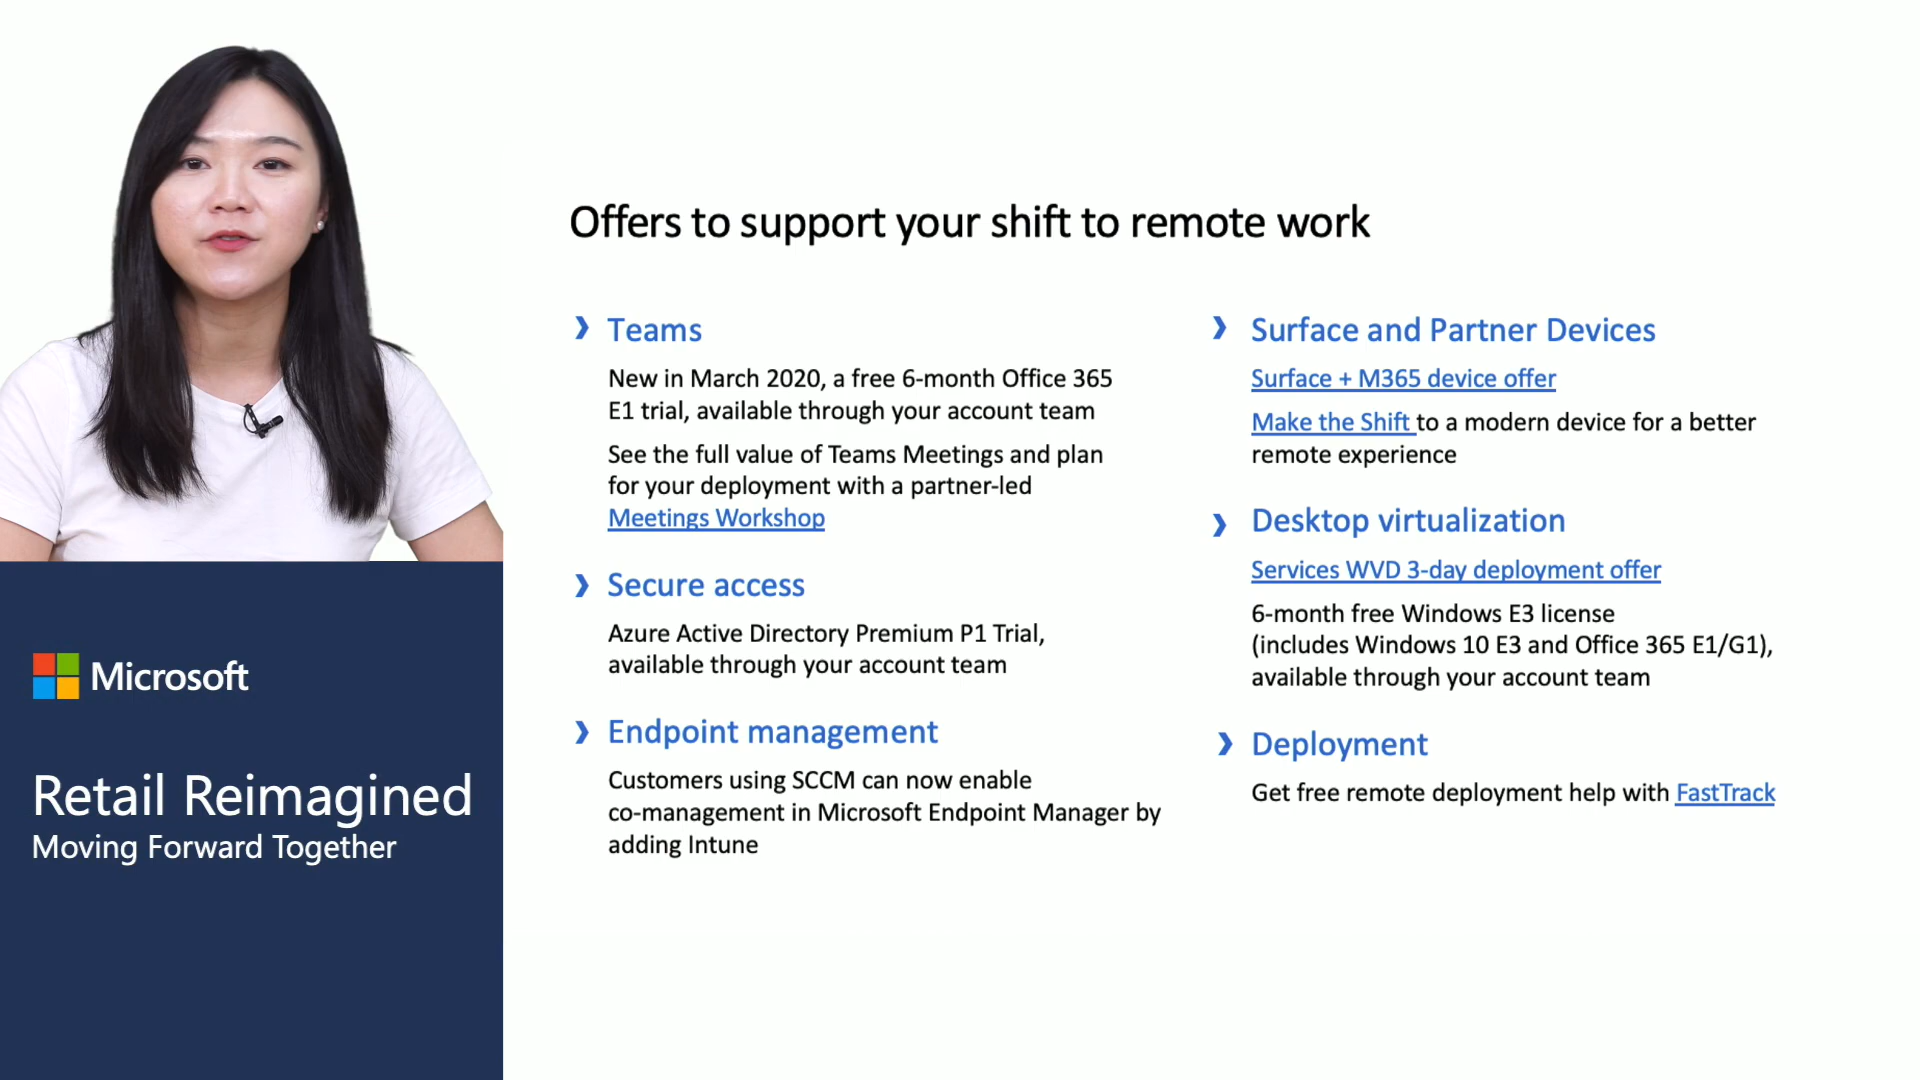 Microsoft
Retail Reimagined
Moving Forward Together
Offers to support your shift to remote work
❯ Teams
New in March 2020, a free 6-month Office 365
E1 trial, available through your account team
See the full value of Teams Meetings and plan
for your deployment with a partner-led
Meetings Workshop
❯ Secure access
Azure Active Directory Premium P1 Trial,
available through your account team
❯ Endpoint management
Customers using SCCM can now enable
co-management in Microsoft Endpoint Manager by
adding Intune
❯ Surface and Partner Devices
Surface + M365 device offer
Make the Shift to a modern device for a better
remote experience
❯ Desktop virtualization
Services WVD 3-day deployment offer
6-month free Windows E3 license
(includes Windows 10 E3 and Office 365 E1/G1),
available through your account team
❯ Deployment
Get free remote deployment help with FastTrack